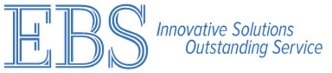 EBS
Innovative Solutions
Outstanding Service